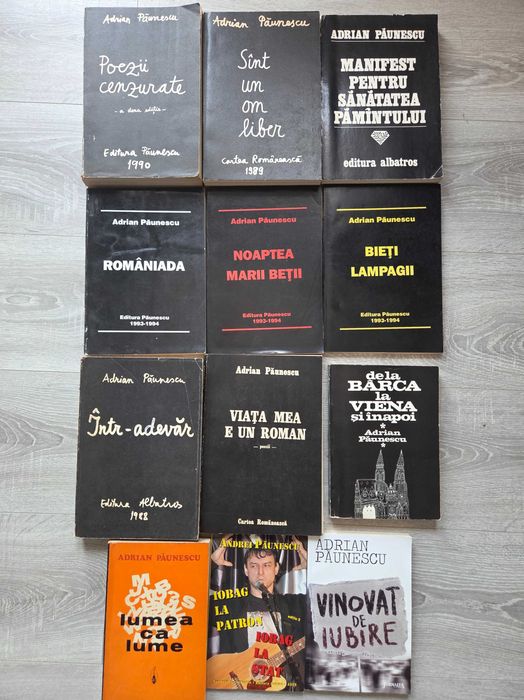 Adrian Păunescu
Poezii
cenzurate
- a doua ediție -
Editura Păunescu
1990
Adrian Păunescu
Sînt
un
om
liber
Cartea Românească
1989
ADRIAN PĂUNESCU
MANIFEST
PENTRU
SĂNĂTATEA
PĂMÎNTULUI
editura albatros
Adrian Păunescu
ROMÂNIADA
Editura Păunescu
1993-1994
Adrian Păunescu
NOAPTEA
MARII BEȚII
Editura Păunescu
1993-1994
Adrian Păunescu
BIEȚI
LAMPAGII
Editura Păunescu
1993-1994
Adrian Păunescu
Într-adevăr
Editura Albatros
1988
Adrian Păunescu
VIAȚA MEA
E UN ROMAN
- poezii -
Cartea Românească
de la
BÂRCA
la
VIENA
și înapoi
*
Adrian
Păunescu
*
ADRIAN PĂUNESCU
lumea
ca
lume
ANDREI PĂUNESCU
IOBAG
LA
PATRON
IOBAG
LA
STAT
ADRIAN
PĂUNESCU
VINOVAT
DE
IUBIRE
JURNALUL